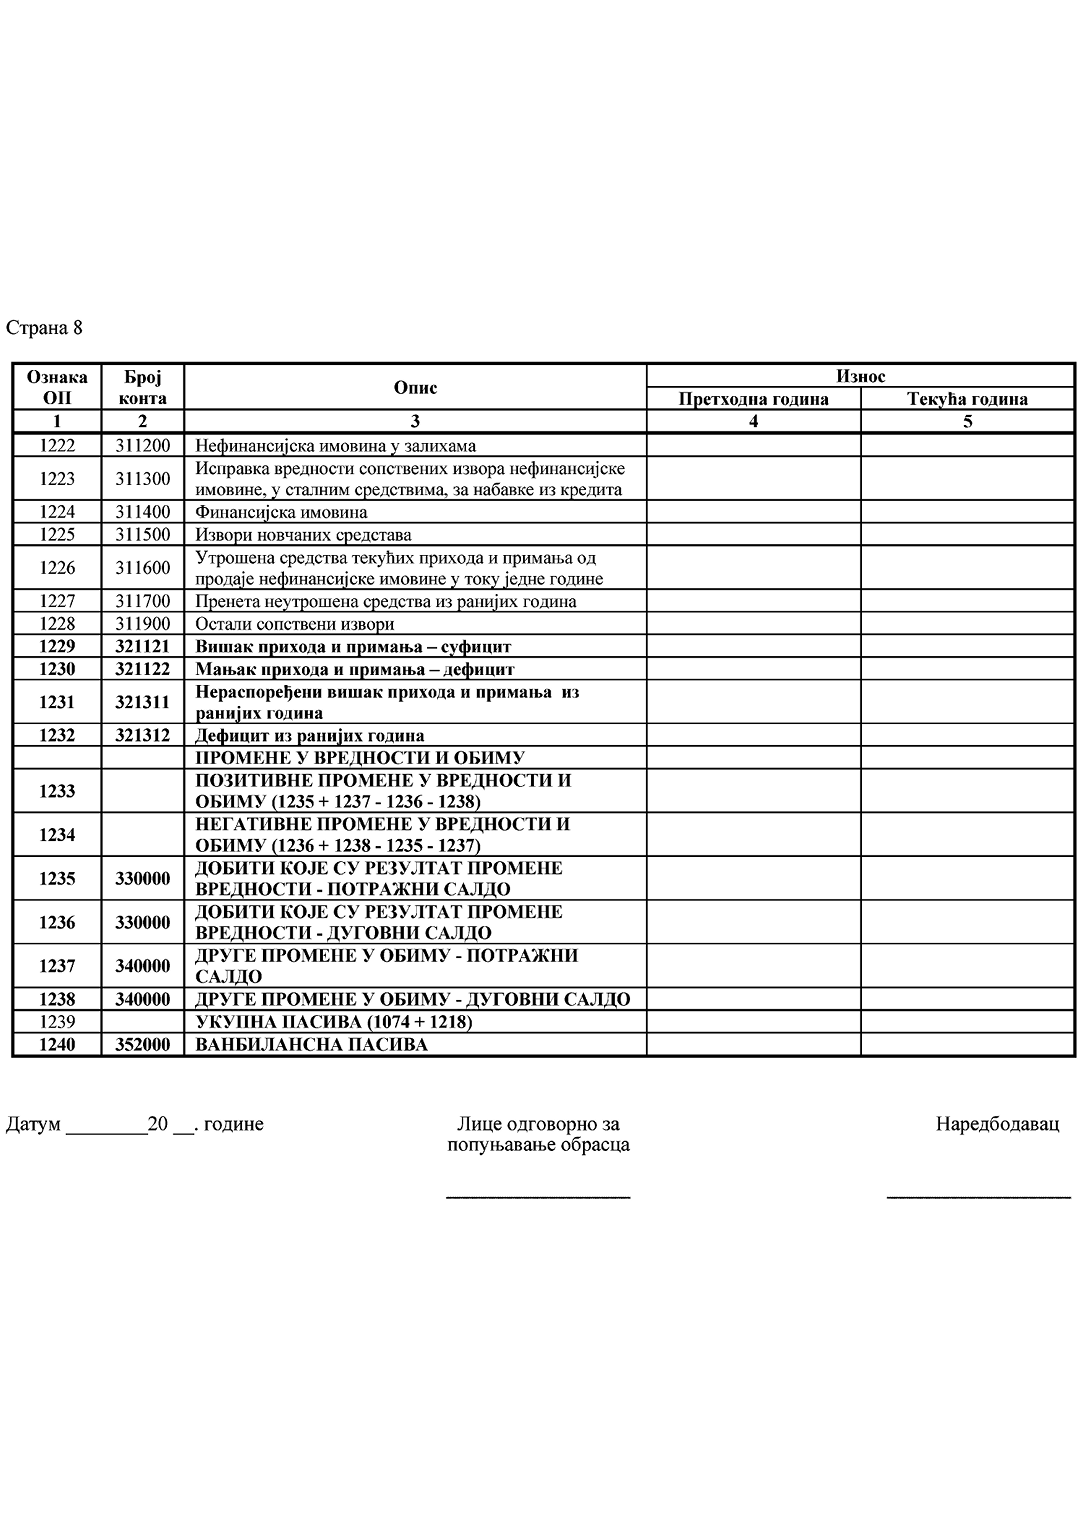 Страна 8
Ознака ОП Број конта Опис Износ
Претходна година Текућа година
1 2 3 4 5
1222 311200 Нефинансијска имовина у залихама
1223 311300 Исправка вредности сопствених извора нефинансијске
имовине, у сталним средствима, за набавке из кредита
1224 311400 Финансијска имовина
1225 311500 Извори новчаних средстава
1226 311600 Утрошена средства текућих прихода и примања од
продаје нефинансијске имовине у току једне године
1227 311700 Пренета неутрошена средства из ранијих година
1228 311900 Остали сопствени извори
1229 321121 Вишак прихода и примања – суфицит
1230 321122 Мањак прихода и примања – дефицит
1231 321311 Нераспоређени вишак прихода и примања из
ранијих година
1232 321312 Дефицит из ранијих година
ПРОМЕНЕ У ВРЕДНОСТИ И ОБИМУ
1233 ПОЗИТИВНЕ ПРОМЕНЕ У ВРЕДНОСТИ И
ОБИМУ (1235 + 1237 - 1236 - 1238)
1234 НЕГАТИВНЕ ПРОМЕНЕ У ВРЕДНОСТИ И
ОБИМУ (1236 + 1238 - 1235 - 1237)
1235 330000 ДОБИТИ КОЈЕ СУ РЕЗУЛТАТ ПРОМЕНЕ
ВРЕДНОСТИ - ПОТРАЖНИ САЛДО
1236 330000 ДОБИТИ КОЈЕ СУ РЕЗУЛТАТ ПРОМЕНЕ
ВРЕДНОСТИ - ДУГОВНИ САЛДО
1237 340000 ДРУГЕ ПРОМЕНЕ У ОБИМУ - ПОТРАЖНИ
САЛДО
1238 340000 ДРУГЕ ПРОМЕНЕ У ОБИМУ - ДУГОВНИ САЛДО
1239 УКУПНА ПАСИВА (1074 + 1218)
1240 352000 ВАНБИЛАНСНА ПАСИВА
Датум ________20 __. године Лице одговорно за Наредбодавац
попуњавање обрасца